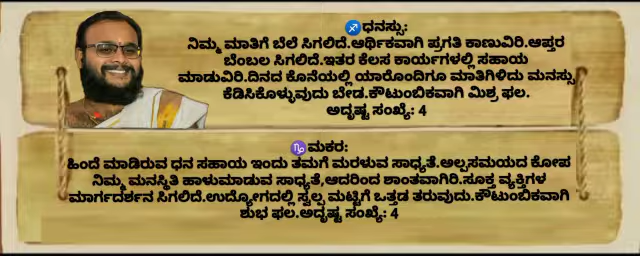 ♐ಧನಸ್ಸು:
ನಿಮ್ಮ ಮಾತಿಗೆ ಬೆಲೆ ಸಿಗಲಿದೆ.ಆರ್ಥಿಕವಾಗಿ ಪ್ರಗತಿ ಕಾಣುವಿರಿ.ಆಪ್ತರ
ಬೆಂಬಲ ಸಿಗಲಿದೆ.ಇತರ ಕೆಲಸ ಕಾರ್ಯಗಳಲ್ಲಿ ಸಹಾಯ
ಮಾಡುವಿರಿ.ದಿನದ ಕೊನೆಯಲ್ಲಿ ಯಾರೊಂದಿಗೂ ಮಾತಿಗಿಳಿದು ಮನಸ್ಸು
ಕೆಡಿಸಿಕೊಳ್ಳುವುದು ಬೇಡ.ಕೌಟುಂಬಿಕವಾಗಿ ಮಿಶ್ರ ಫಲ.
ಅದೃಷ್ಟ ಸಂಖ್ಯೆ: 4
♑ಮಕರ:
ಹಿಂದೆ ಮಾಡಿರುವ ಧನ ಸಹಾಯ ಇಂದು ತಮಗೆ ಮರಳುವ ಸಾಧ್ಯತೆ.ಅಲ್ಪಸಮಯದ ಕೋಪ
ನಿಮ್ಮ ಮನಸ್ಥಿತಿ ಹಾಳುಮಾಡುವ ಸಾಧ್ಯತೆ,ಆದರಿಂದ ಶಾಂತವಾಗಿರಿ.ಸೂಕ್ತ ವ್ಯಕ್ತಿಗಳ
ಮಾರ್ಗದರ್ಶನ ಸಿಗಲಿದೆ.ಉದ್ಯೋಗದಲ್ಲಿ ಸ್ವಲ್ಪ ಮಟ್ಟಿಗೆ ಒತ್ತಡ ತರುವುದು.ಕೌಟುಂಬಿಕವಾಗಿ
ಶುಭ ಫಲ.ಅದೃಷ್ಟ ಸಂಖ್ಯೆ: 4